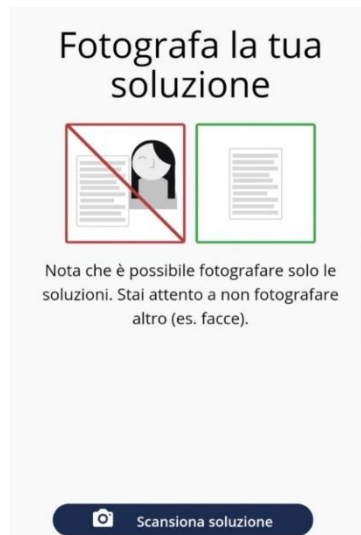 Fotografa la tua
soluzione
Nota che è possibile fotografare solo le
soluzioni. Stai attento a non fotografare
altro (es. facce).
Scansiona soluzione